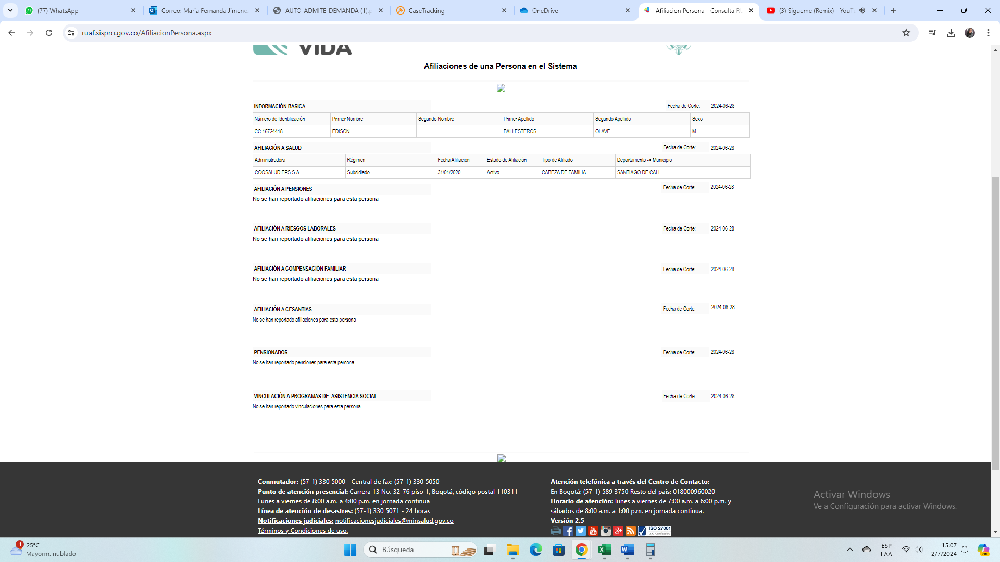 (77) WhatsApp
Correo: Maria Fernanda Jimene
AUTO_ADMITE_DEMANDA (1).p
CaseTracking
OneDrive
Afiliacion Persona - Consulta RU
(3) Sígueme (Remix) - YouTu
ruaf.sispro.gov.co/AfiliacionPersona.aspx
VIDA
Afiliaciones de una Persona en el Sistema
INFORMACIÓN BASICA Fecha de Corte: 2024-06-28
Número de Identificación Primer Nombre Segundo Nombre Primer Apellido Segundo Apellido Sexo
CC 16724418 EDISON BALLESTEROS OLAVE M
AFILIACIÓN A SALUD Fecha de Corte: 2024-06-28
Administradora Régimen Fecha Afiliacion Estado de Afiliación Tipo de Afiliado Departamento -> Municipio
COOSALUD EPS S.A. Subsidiado 31/01/2020 Activo CABEZA DE FAMILIA SANTIAGO DE CALI
AFILIACIÓN A PENSIONES Fecha de Corte: 2024-06-28
No se han reportado afiliaciones para esta persona
AFILIACIÓN A RIESGOS LABORALES Fecha de Corte: 2024-06-28
No se han reportado afiliaciones para esta persona
AFILIACIÓN A COMPENSACIÓN FAMILIAR Fecha de Corte: 2024-06-28
No se han reportado afiliaciones para esta persona
AFILIACIÓN A CESANTIAS Fecha de Corte: 2024-06-28
No se han reportado afiliaciones para esta persona
PENSIONADOS Fecha de Corte: 2024-06-28
No se han reportado pensiones para esta persona.
VINCULACIÓN A PROGRAMAS DE ASISTENCIA SOCIAL Fecha de Corte: 2024-06-28
No se han reportado vinculaciones para esta persona.
Conmutador: (57-1) 330 5000 - Central de fax: (57-1) 330 5050
Punto de atención presencial: Carrera 13 No. 32-76 piso 1, Bogotá, código postal 110311
Lunes a viernes de 8:00 a.m. a 4:00 p.m. en jornada continua
Línea de atención de desastres: (57-1) 330 5071 - 24 horas
Notificaciones judiciales: notificacionesjudiciales@minsalud.gov.co
Términos y Condiciones de uso.
Atención telefónica a través del Centro de Contacto:
En Bogotá: (57-1) 589 3750 Resto del pais: 018000960020
Horario de atención: lunes a viernes de 7:00 a.m. a 6:00 p.m. y
sábados de 8:00 a.m. a 1:00 p.m. en jornada continua.
Versión 2.5
ISO 27001
Activar Windows
Ve a Configuración para activar Windows.
1
25°C
Mayorm. nublado
Búsqueda
ESP
LAA
15:07
2/7/2024